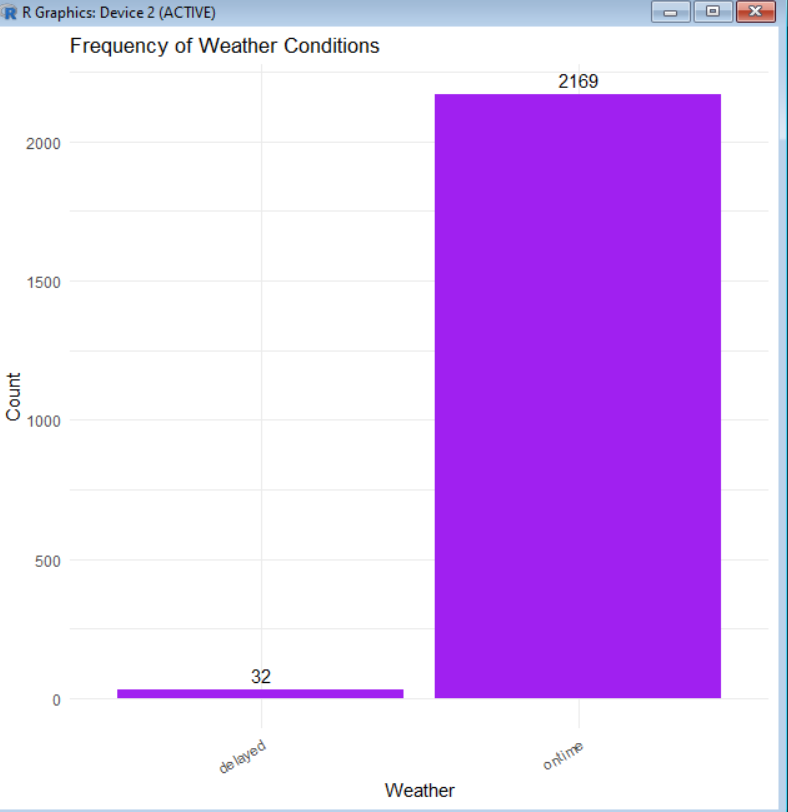 R Graphics: Device 2 (ACTIVE)
Frequency of Weather Conditions
2169
2000
1500
Count
1000
500
32
0
delayed
ontime
Weather